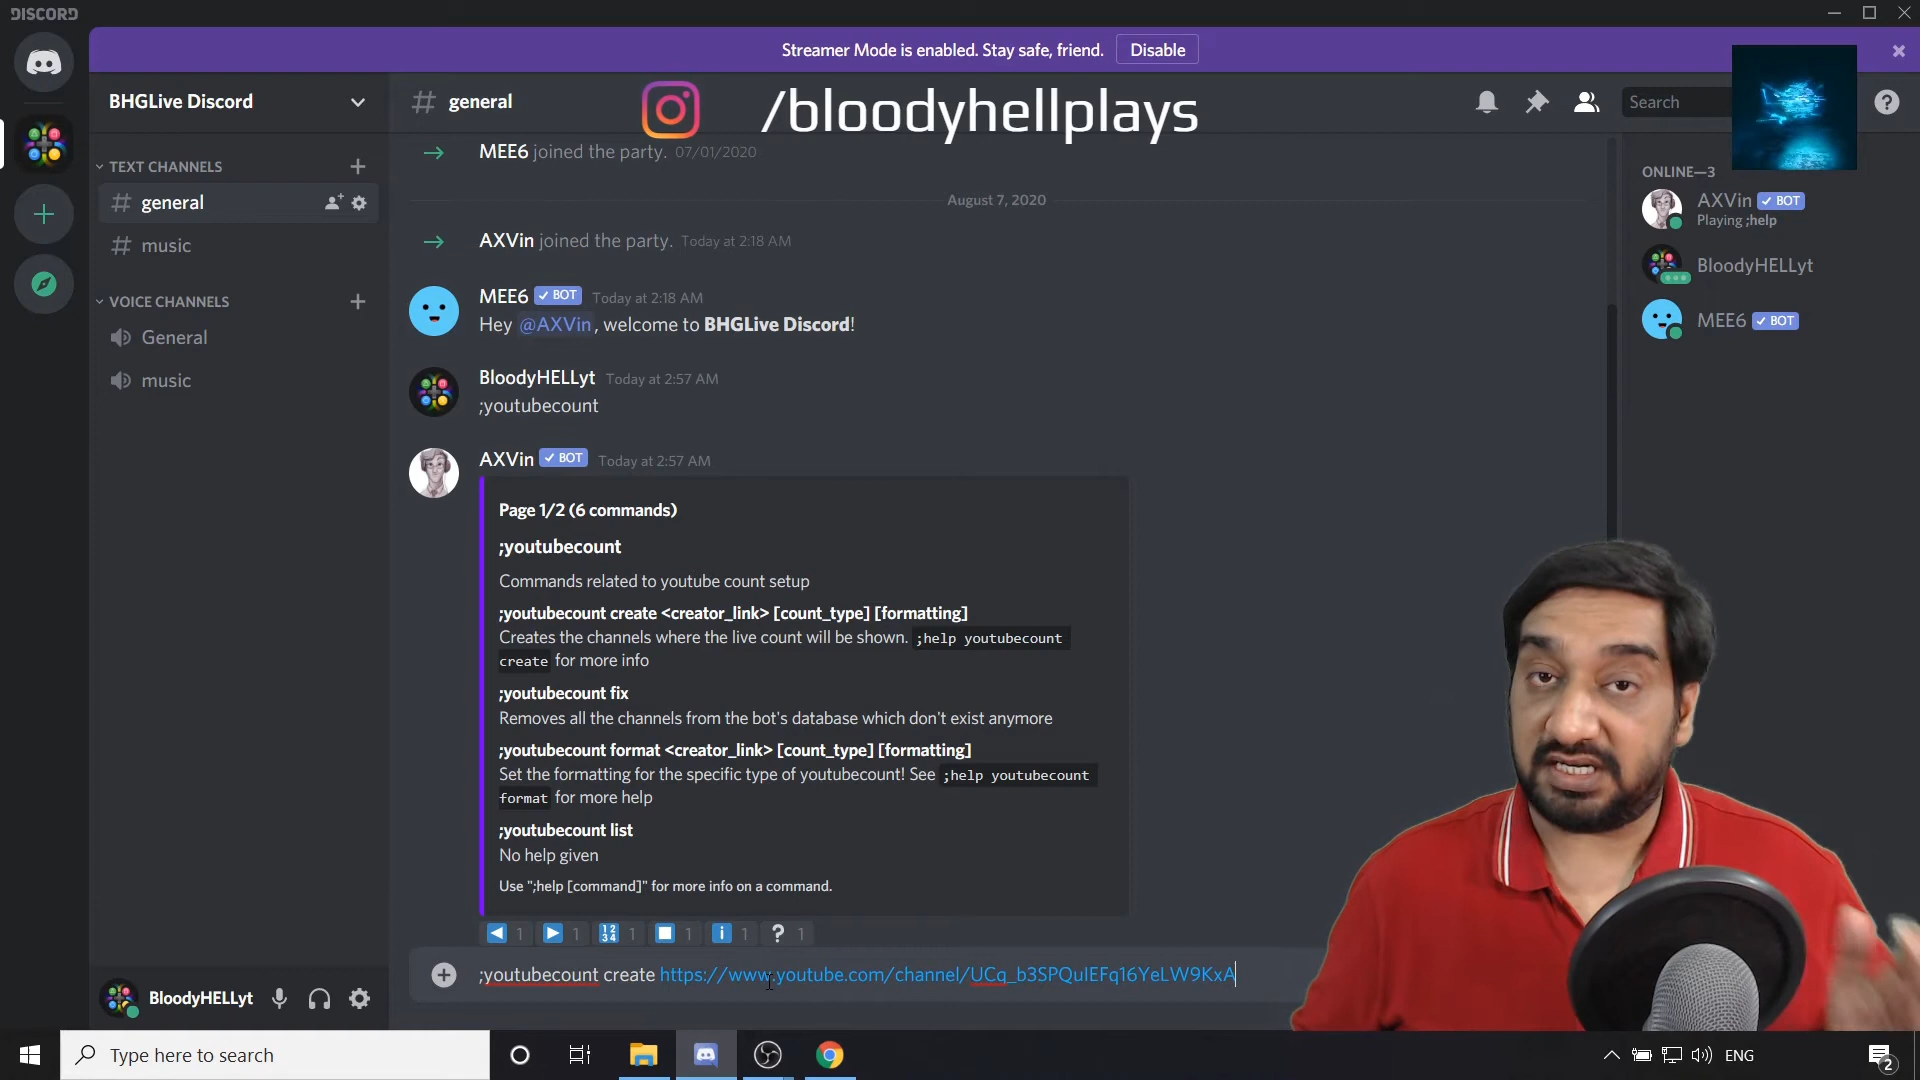 DISCORD
Streamer Mode is enabled. Stay safe, friend. Disable
BHGLive Discord
general
/bloodyhellplays
Search
MEE6 joined the party. 07/01/2020
TEXT CHANNELS
general
music
VOICE CHANNELS
General
music
August 7, 2020
AXVin joined the party. Today at 2:18 AM
MEE6 BOT Today at 2:18 AM
Hey @AXVin, welcome to BHGLive Discord!
BloodyHELLyt Today at 2:57 AM
;youtubecount
AXVin BOT Today at 2:57 AM
Page 1/2 (6 commands)
;youtubecount
Commands related to youtube count setup
;youtubecount create <creator_link> [count_type] [formatting]
Creates the channels where the live count will be shown. ;help youtubecount
create for more info
;youtubecount fix
Removes all the channels from the bot's database which don't exist anymore
;youtubecount format <creator_link> [count_type] [formatting]
Set the formatting for the specific type of youtubecount! See ;help youtubecount
format for more help
;youtubecount list
No help given
Use ";help [command]" for more info on a command.
1 1 1234 1 1 i 1 ? 1
;youtubecount create https://www.youtube.com/channel/UCq_b3SPQuIEFq16YeLW9KxA
ONLINE—3
AXVin BOT
Playing ;help
BloodyHELLyt
MEE6 BOT
BloodyHELLyt
Type here to search
ENG
2